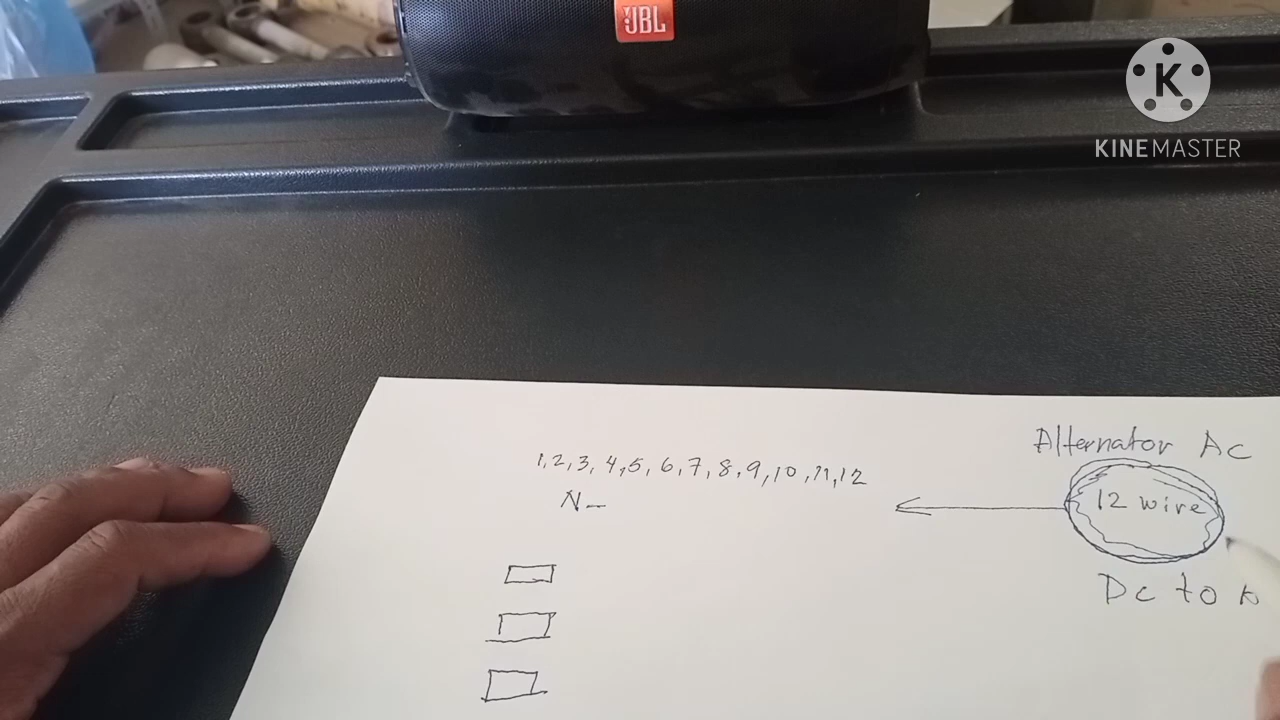 JBL
K
KINEMASTER
Alternator AC
1,2,3,4,5,6,7,8,9,10,11,12
12 wire
N-
Dc to